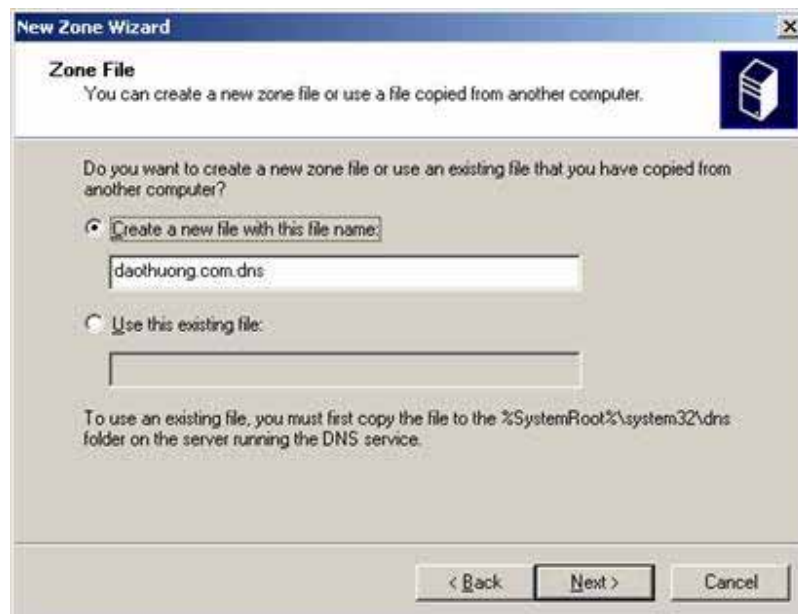 New Zone Wizard
Zone File
You can create a new zone file or use a file copied from another computer.
Do you want to create a new zone file or use an existing file that you have copied from
another computer?
Create a new file with this file name:
daothuong.com.dns
Use this existing file:
To use an existing file, you must first copy the file to the %SystemRoot%\system32\dns
folder on the server running the DNS service.
< Back Next > Cancel